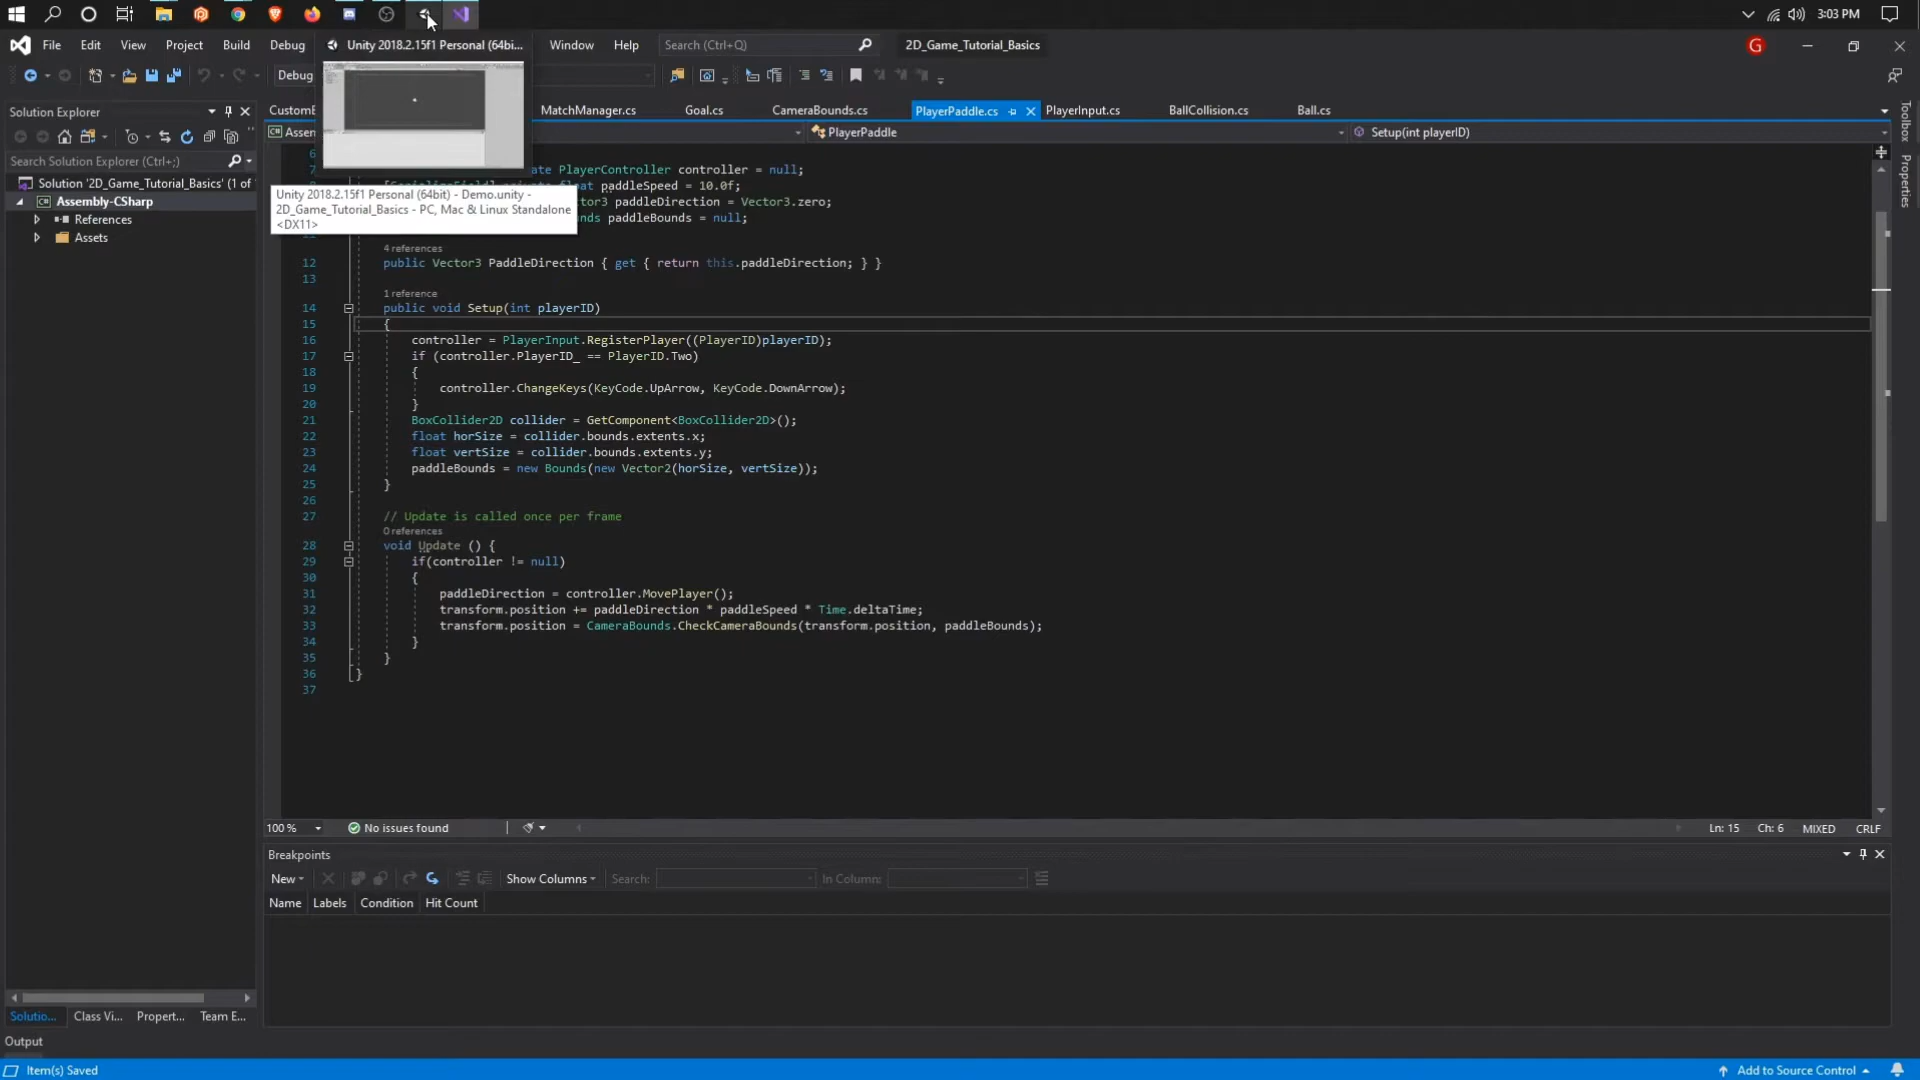 3:03 PM
File Edit View Project Build Debug Window Help Search (Ctrl+Q) 2D_Game_Tutorial_Basics G
Unity 2018.2.15f1 Personal (64bi...
Debug
Solution Explorer
Search Solution Explorer (Ctrl+;)
Solution '2D_Game_Tutorial_Basics' (1 of
Assembly-CSharp
References
Assets
MatchManager.cs Goal.cs CameraBounds.cs PlayerPaddle.cs PlayerInput.cs BallCollision.cs Ball.cs
Assem PlayerPaddle Setup(int playerID)
Unity 2018.2.15f1 Personal (64bit) - Demo.unity -
2D_Game_Tutorial_Basics - PC, Mac & Linux Standalone
<DX11>
6
7 ate PlayerController controller = null;
float paddleSpeed = 10.0f;
tor3 paddleDirection = Vector3.zero;
unds paddleBounds = null;
4 references
12 public Vector3 PaddleDirection { get { return this.paddleDirection; } }
13
1 reference
14 public void Setup(int playerID)
15 {
16 controller = PlayerInput.RegisterPlayer((PlayerID)playerID);
17 if (controller.PlayerID_ == PlayerID.Two)
18 {
19 controller.ChangeKeys(KeyCode.UpArrow, KeyCode.DownArrow);
20 }
21 BoxCollider2D collider = GetComponent<BoxCollider2D>();
22 float horSize = collider.bounds.extents.x;
23 float vertSize = collider.bounds.extents.y;
24 paddleBounds = new Bounds(new Vector2(horSize, vertSize));
25 }
26
27 // Update is called once per frame
0 references
28 void Update () {
29 if(controller != null)
30 {
31 paddleDirection = controller.MovePlayer();
32 transform.position += paddleDirection * paddleSpeed * Time.deltaTime;
33 transform.position = CameraBounds.CheckCameraBounds(transform.position, paddleBounds);
34 }
35 }
36 }
37
100 % No issues found Ln: 15 Ch: 6 MIXED CRLF
Breakpoints
New Show Columns Search: In Column:
Name Labels Condition Hit Count
Solutio... Class Vi... Propert... Team E...
Output
Item(s) Saved Add to Source Control
Toolbox
Properties